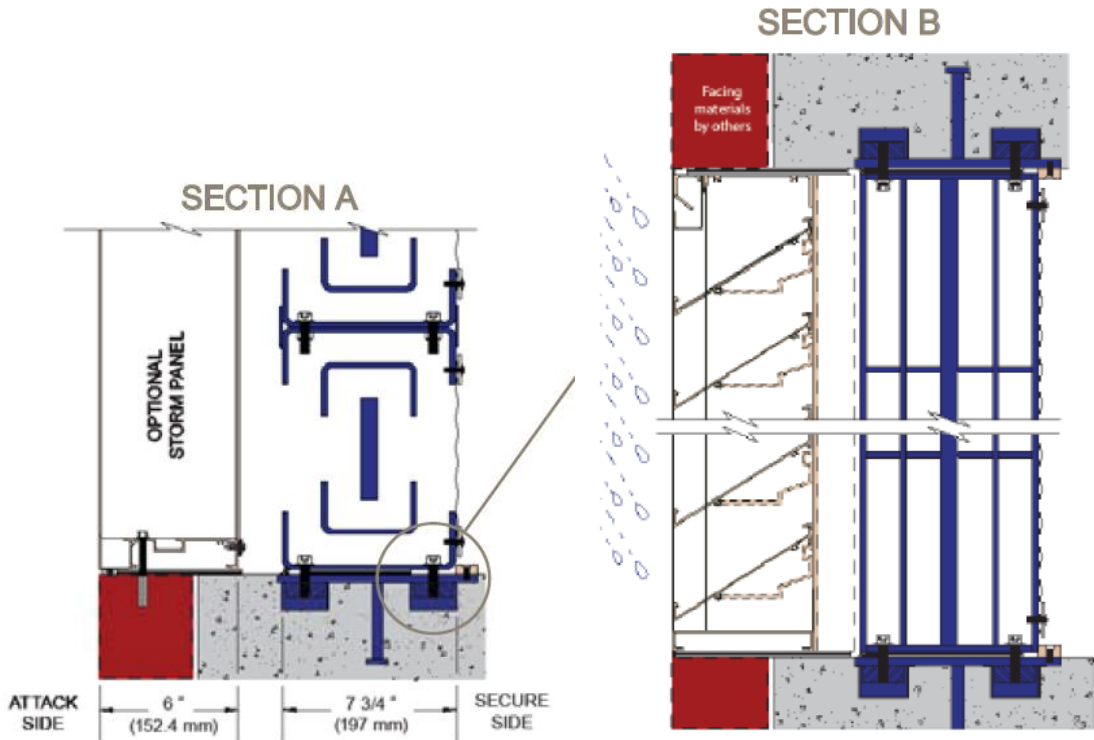 SECTION A
OPTIONAL
STORM PANEL
ATTACK
SIDE
6 "
(152.4 mm)
7 3/4 "
(197 mm)
SECURE
SIDE
SECTION B
Facing
materials
by others